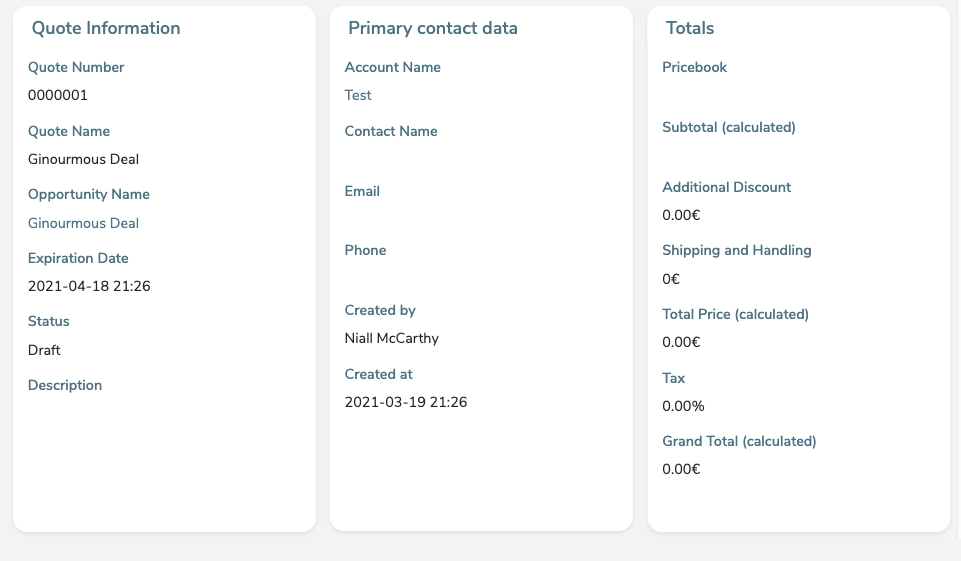 Quote Information
Quote Number
0000001
Quote Name
Ginourmous Deal
Opportunity Name
Ginourmous Deal
Expiration Date
2021-04-18 21:26
Status
Draft
Description
Primary contact data
Account Name
Test
Contact Name
Email
Phone
Created by
Niall McCarthy
Created at
2021-03-19 21:26
Totals
Pricebook
Subtotal (calculated)
Additional Discount
0.00€
Shipping and Handling
0€
Total Price (calculated)
0.00€
Tax
0.00%
Grand Total (calculated)
0.00€